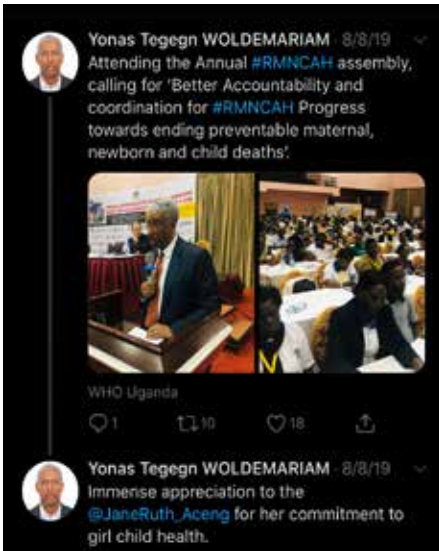 Yonas Tegegn WOLDEMARIAM · 8/8/19
Attending the Annual #RMNCAH assembly,
calling for 'Better Accountability and
coordination for #RMNCAH Progress
towards ending preventable maternal,
newborn and child deaths'.
WHO Uganda
1
10
18
Yonas Tegegn WOLDEMARIAM · 8/8/19
Immense appreciation to the
@JaneRuth_Aceng for her commitment to
girl child health.